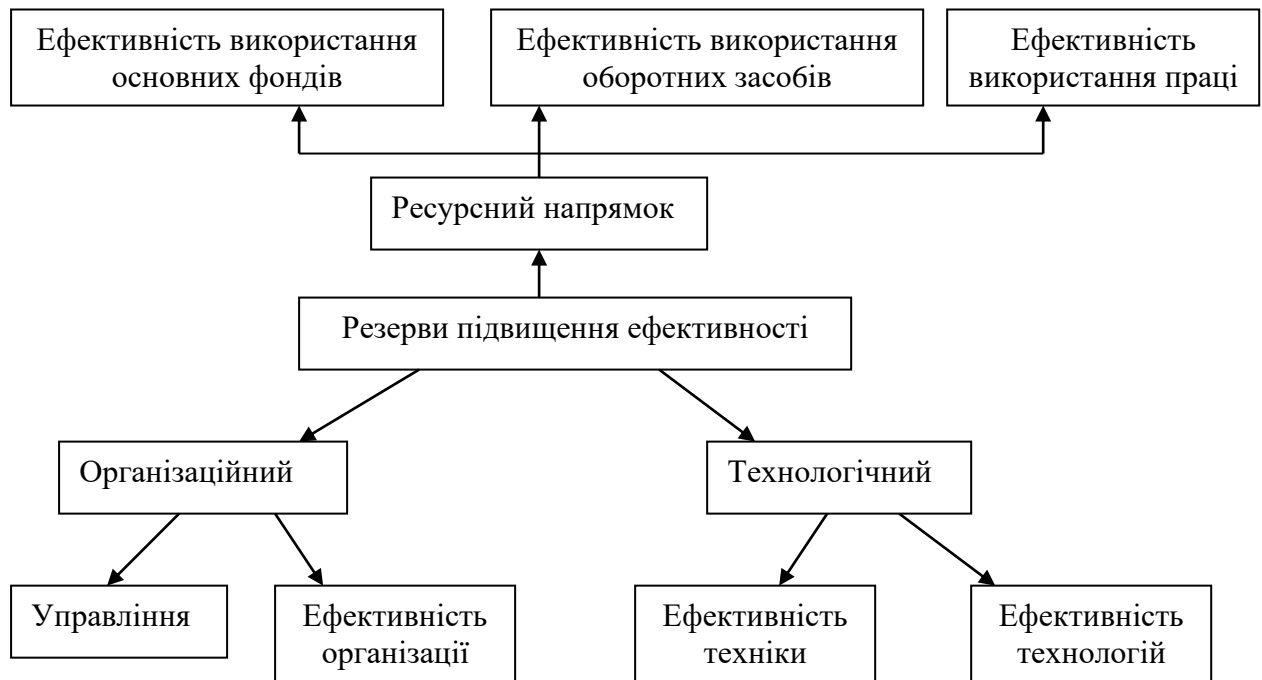 Ефективність використання
основних фондів
Ефективність використання
оборотних засобів
Ефективність
використання праці
Ресурсний напрямок
Резерви підвищення ефективності
Організаційний
Технологічний
Управління
Ефективність
організації
Ефективність
техніки
Ефективність
технологій